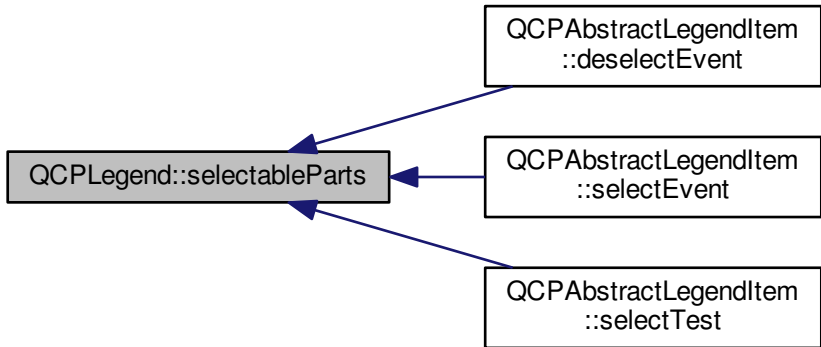 QCPAbstractLegendItem
::deselectEvent
QCPLegend::selectableParts
QCPAbstractLegendItem
::selectEvent
QCPAbstractLegendItem
::selectTest